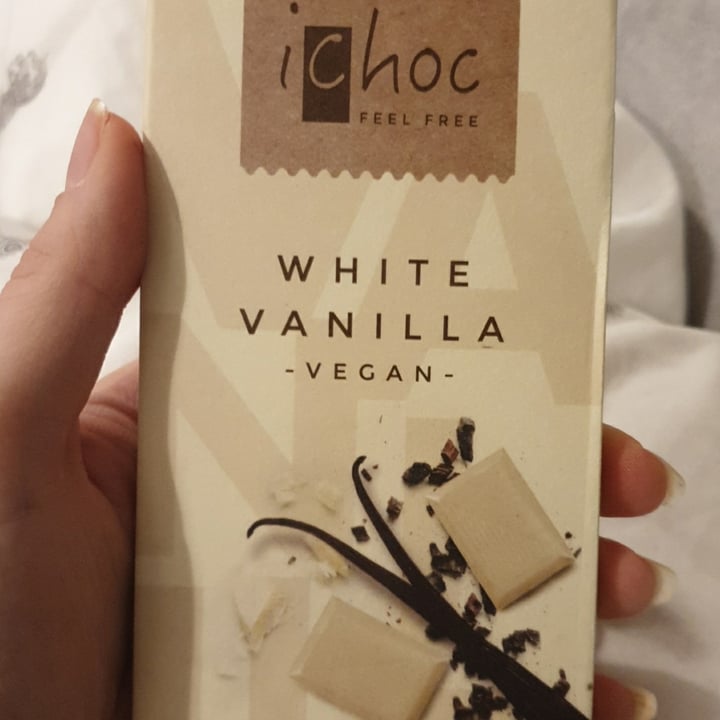 ichoc
FEEL FREE
WHITE
VANILLA
-VEGAN-